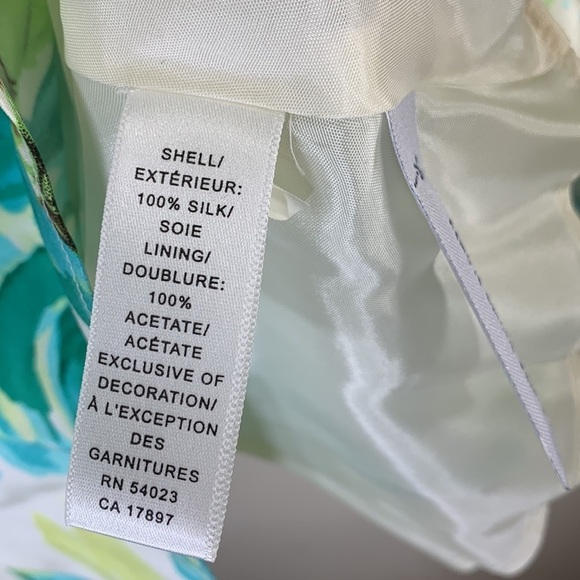 SHELL/
EXTÉRIEUR:
100% SILK/
SOIE
LINING/
DOUBLURE:
100%
ACETATE/
ACÉTATE
EXCLUSIVE OF
DECORATION/
À L'EXCEPTION
DES
GARNITURES
RN 54023
CA 17897